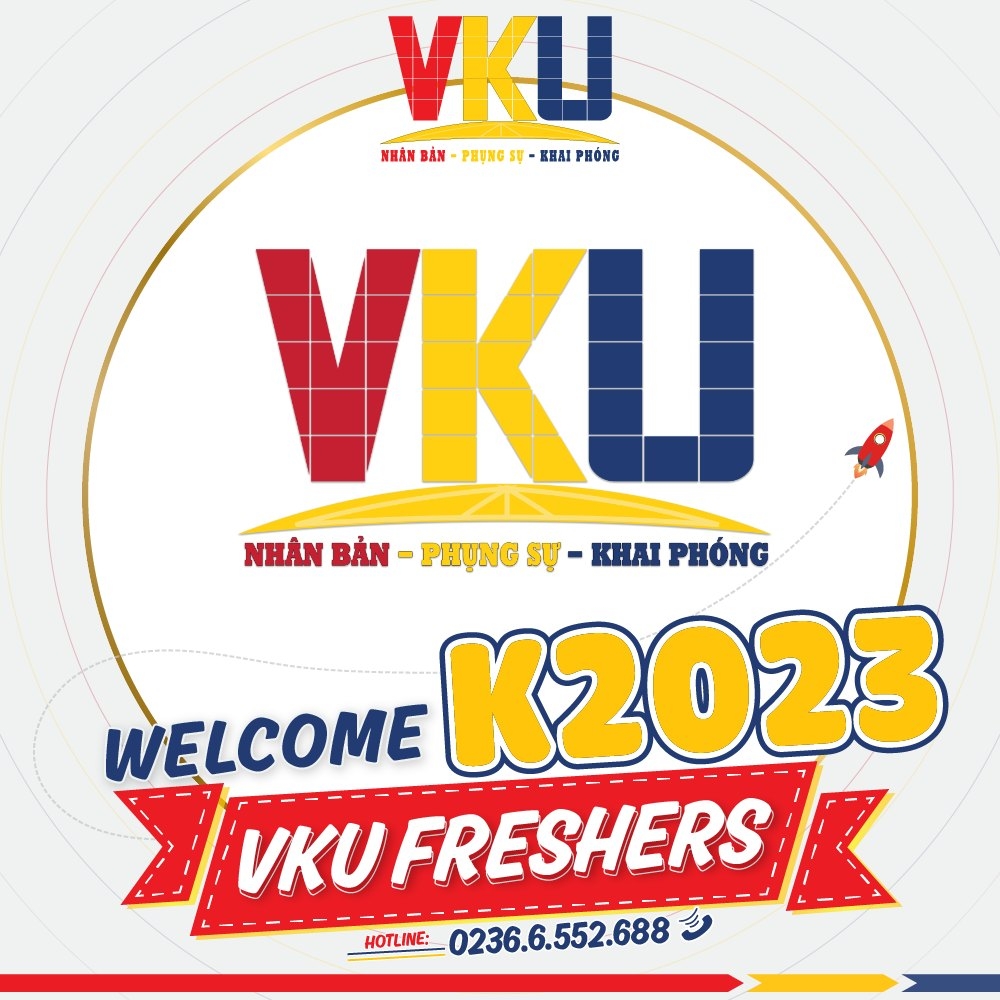 VKU
NHÂN BẢN - PHỤNG SỰ - KHAI PHÓNG
VKU
NHÂN BẢN - PHỤNG SỰ - KHAI PHÓNG
WELCOME K2023
VKU FRESHERS
HOTLINE: 0236.6.552.688